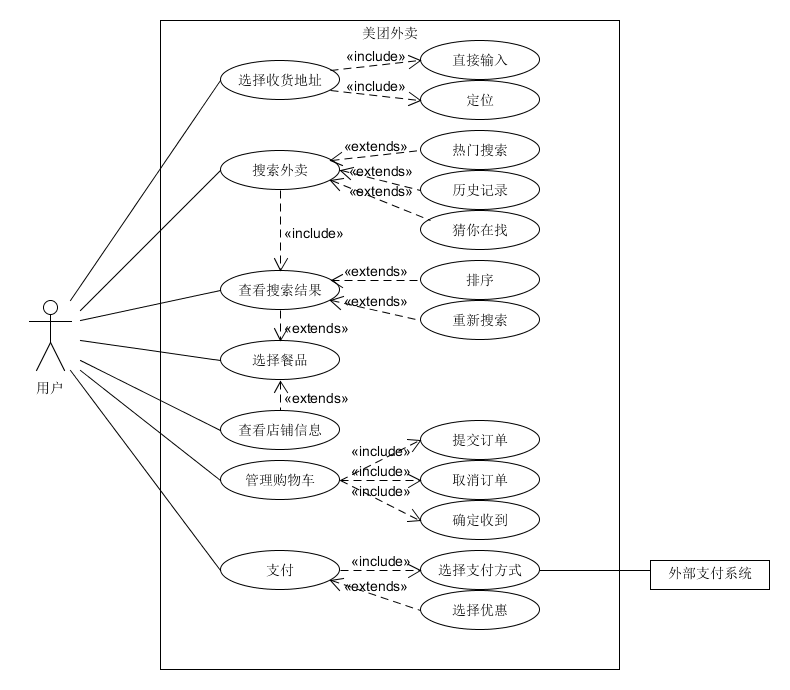 美团外卖
«include»
直接输入
选择收货地址
«include»
定位
«extends»
热门搜索
搜索外卖
«extends»
历史记录
«extends»
猜你在找
«include»
«extends»
排序
查看搜索结果
«extends»
重新搜索
«extends»
选择餐品
用户
«extends»
查看店铺信息
«include»
提交订单
管理购物车
«include»
取消订单
«include»
确定收到
支付
«include»
选择支付方式
外部支付系统
«extends»
选择优惠